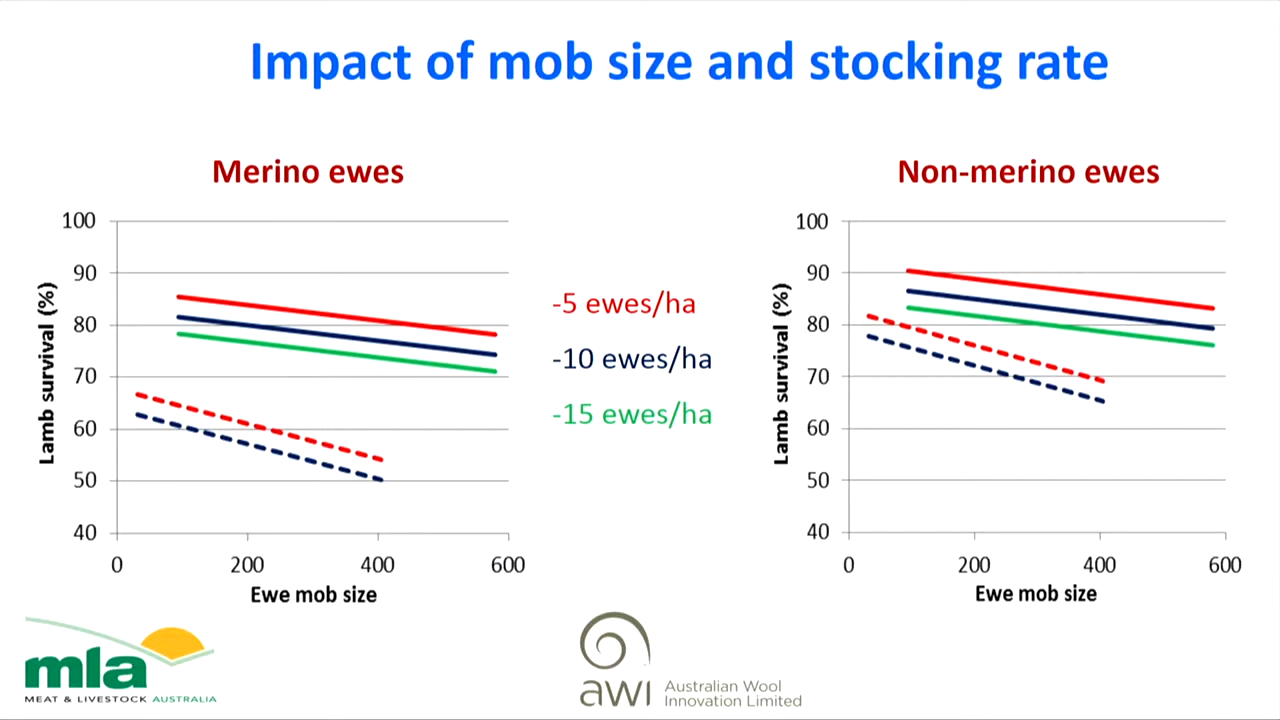 Impact of mob size and stocking rate
Merino ewes
100
90
80
70
60
50
40
0
200
400
600
Lamb survival (%)
Ewe mob size
-5 ewes/ha
-10 ewes/ha
-15 ewes/ha
Non-merino ewes
100
90
80
70
60
50
40
0
200
400
600
Lamb survival (%)
Ewe mob size
mla
MEAT & LIVESTOCK AUSTRALIA
awi
Australian Wool
Innovation Limited